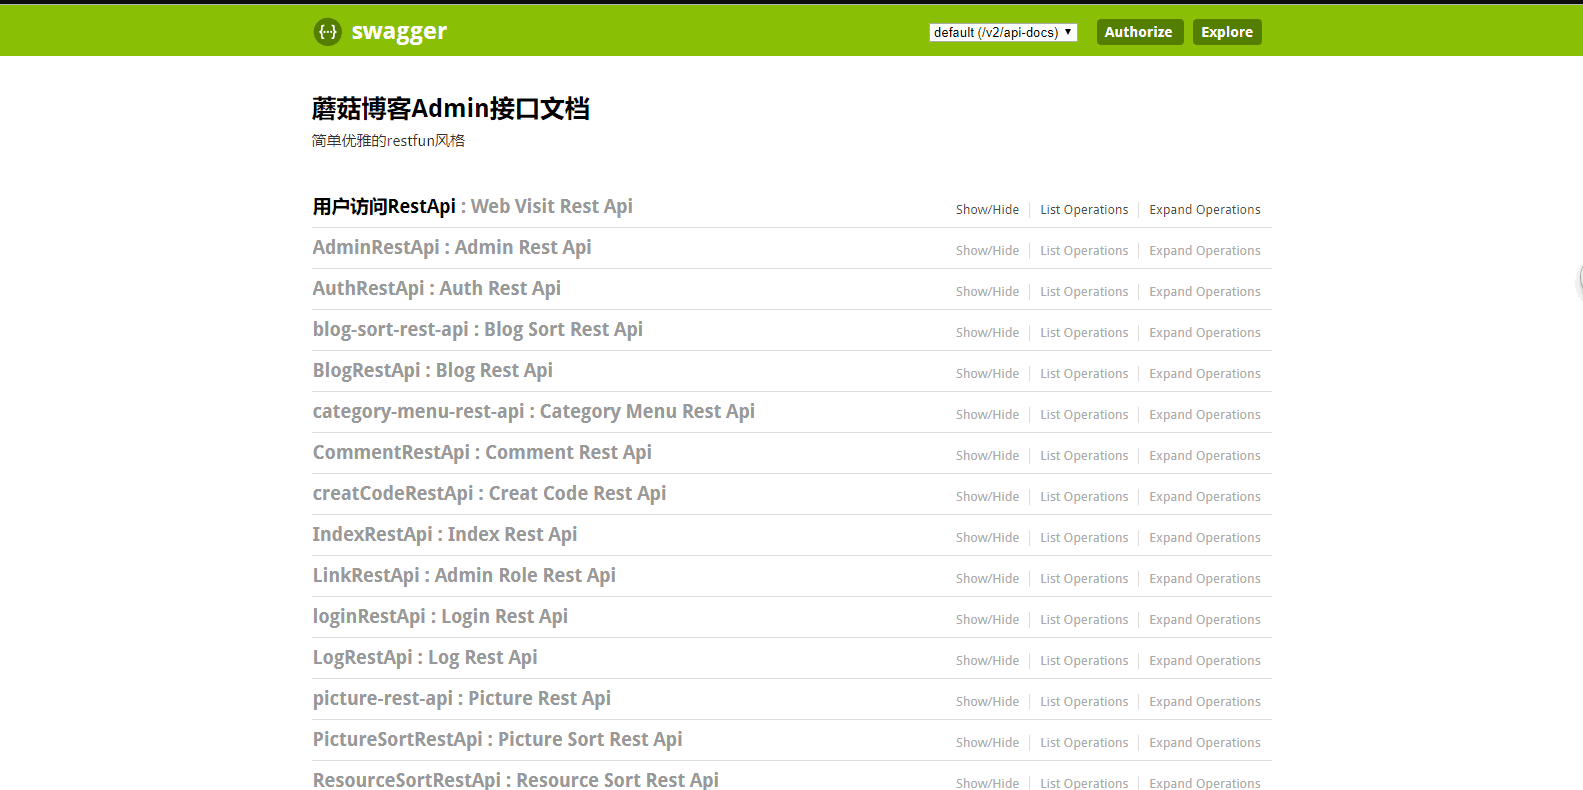 {···} swagger default (/v2/api-docs) Authorize Explore
蘑菇博客Admin接口文档
简单优雅的restfun风格
用户访问RestApi : Web Visit Rest Api Show/Hide List Operations Expand Operations
AdminRestApi : Admin Rest Api Show/Hide List Operations Expand Operations
AuthRestApi : Auth Rest Api Show/Hide List Operations Expand Operations
blog-sort-rest-api : Blog Sort Rest Api Show/Hide List Operations Expand Operations
BlogRestApi : Blog Rest Api Show/Hide List Operations Expand Operations
category-menu-rest-api : Category Menu Rest Api Show/Hide List Operations Expand Operations
CommentRestApi : Comment Rest Api Show/Hide List Operations Expand Operations
creatCodeRestApi : Creat Code Rest Api Show/Hide List Operations Expand Operations
IndexRestApi : Index Rest Api Show/Hide List Operations Expand Operations
LinkRestApi : Admin Role Rest Api Show/Hide List Operations Expand Operations
loginRestApi : Login Rest Api Show/Hide List Operations Expand Operations
LogRestApi : Log Rest Api Show/Hide List Operations Expand Operations
picture-rest-api : Picture Rest Api Show/Hide List Operations Expand Operations
PictureSortRestApi : Picture Sort Rest Api Show/Hide List Operations Expand Operations
ResourceSortRestApi : Resource Sort Rest Api Show/Hide List Operations Expand Operations